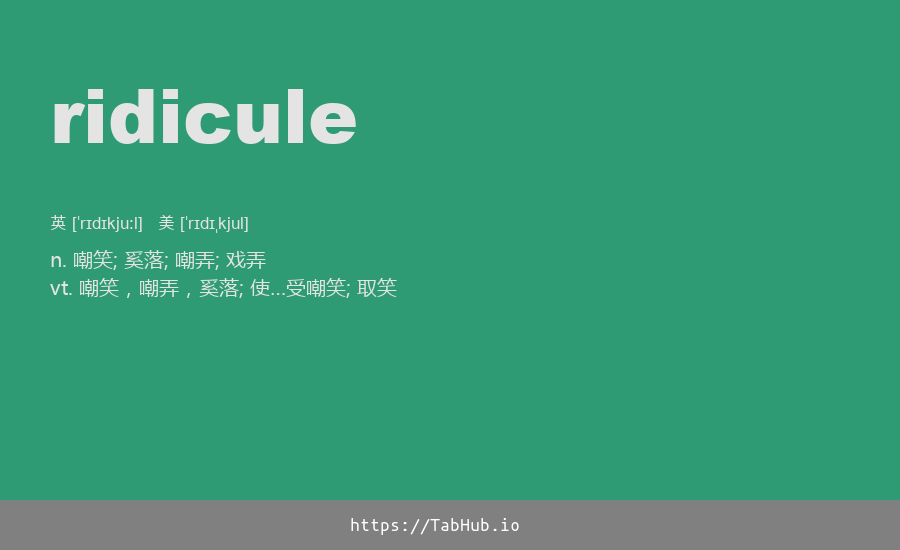 ridicule
英 [ˈrɪdɪkjuːl] 美 [ˈrɪdɪˌkjul]
n. 嘲笑; 奚落; 嘲弄; 戏弄
vt. 嘲笑，嘲弄，奚落; 使…受嘲笑; 取笑
https://TabHub.io